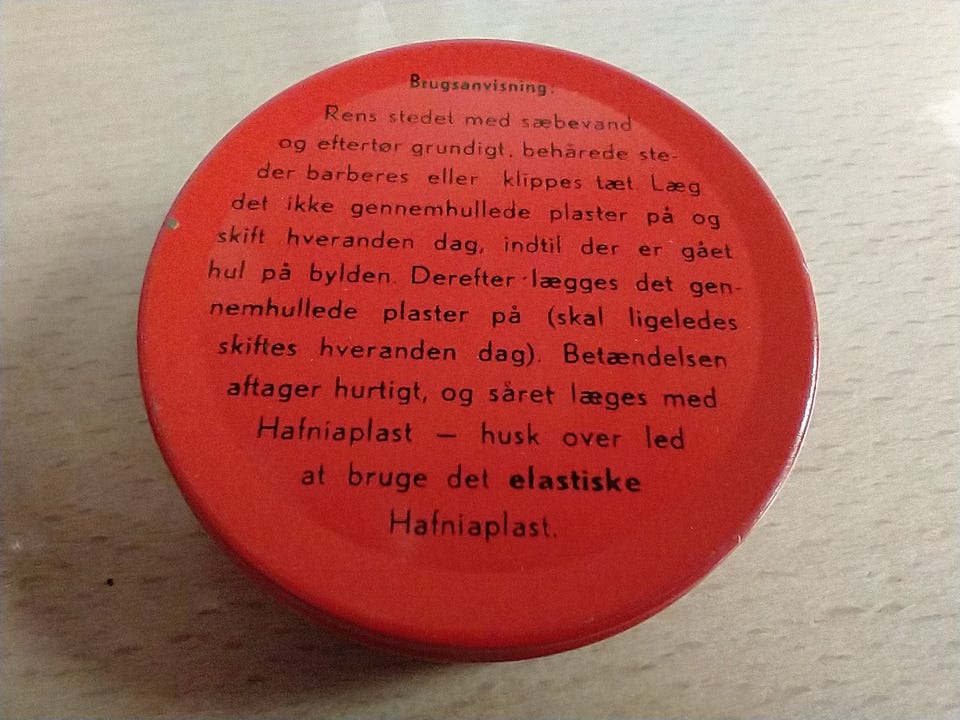 Brugsanvisning:
Rens stedet med sæbevand
og eftertør grundigt, behårede ste-
der barberes eller klippes tæt. Læg
det ikke gennemhullede plaster på og
skift hveranden dag, indtil der er gået
hul på bylden. Derefter lægges det gen-
nemhullede plaster på (skal ligeledes
skiftes hveranden dag). Betændelsen
aftager hurtigt, og såret læges med
Hafniaplast — husk over led
at bruge det elastiske
Hafniaplast.